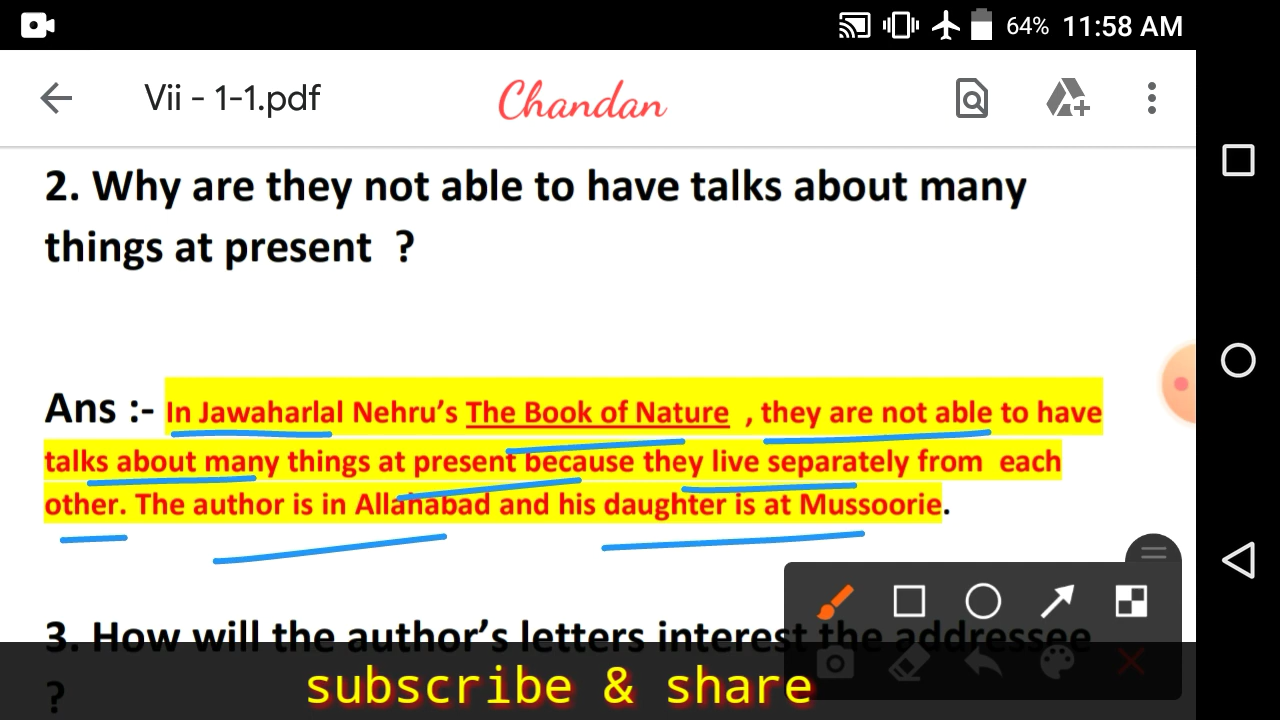 64% 11:58 AM
Vii - 1-1.pdf
Chandan
2. Why are they not able to have talks about many
things at present ?
Ans :- In Jawaharlal Nehru's The Book of Nature , they are not able to have
talks about many things at present because they live separately from each
other. The author is in Allahabad and his daughter is at Mussoorie.
3. How will the author's letters interest the addressee
?
subscribe & share